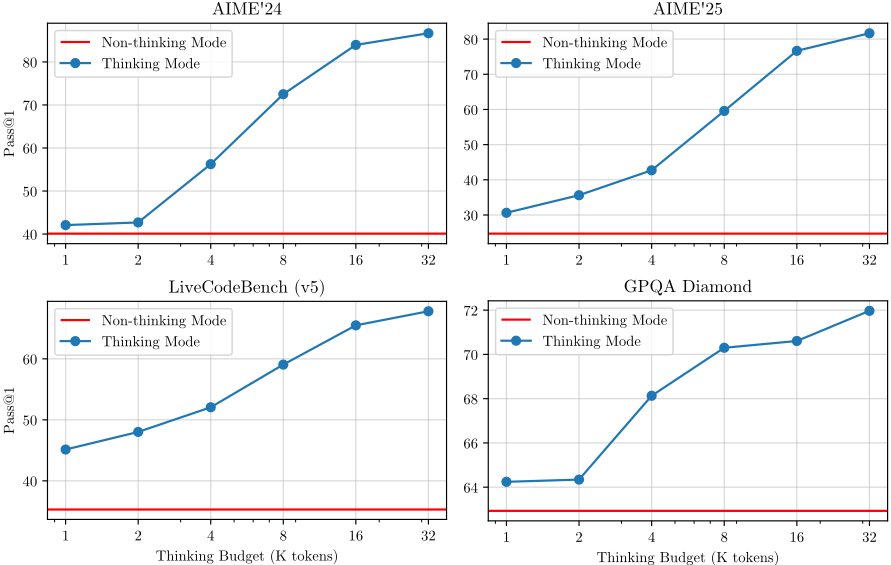 AIME'24
Non-thinking Mode
Thinking Mode
Pass@1
80
70
60
50
40
1 2 4 8 16 32
AIME'25
Non-thinking Mode
Thinking Mode
80
70
60
50
40
30
1 2 4 8 16 32
LiveCodeBench (v5)
Non-thinking Mode
Thinking Mode
Pass@1
60
50
40
1 2 4 8 16 32
Thinking Budget (K tokens)
GPQA Diamond
Non-thinking Mode
Thinking Mode
72
70
68
66
64
1 2 4 8 16 32
Thinking Budget (K tokens)